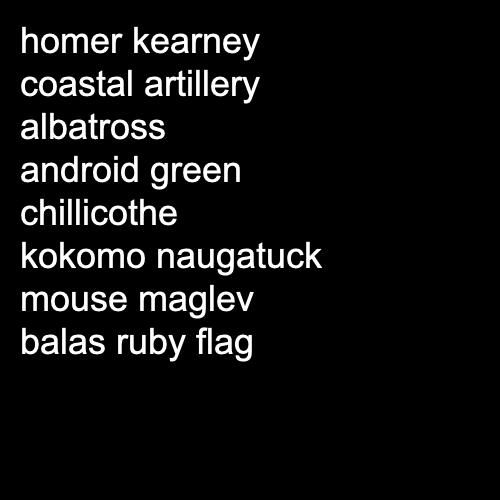 homer kearney
coastal artillery
albatross
android green
chillicothe
kokomo naugatuck
mouse maglev
balas ruby flag